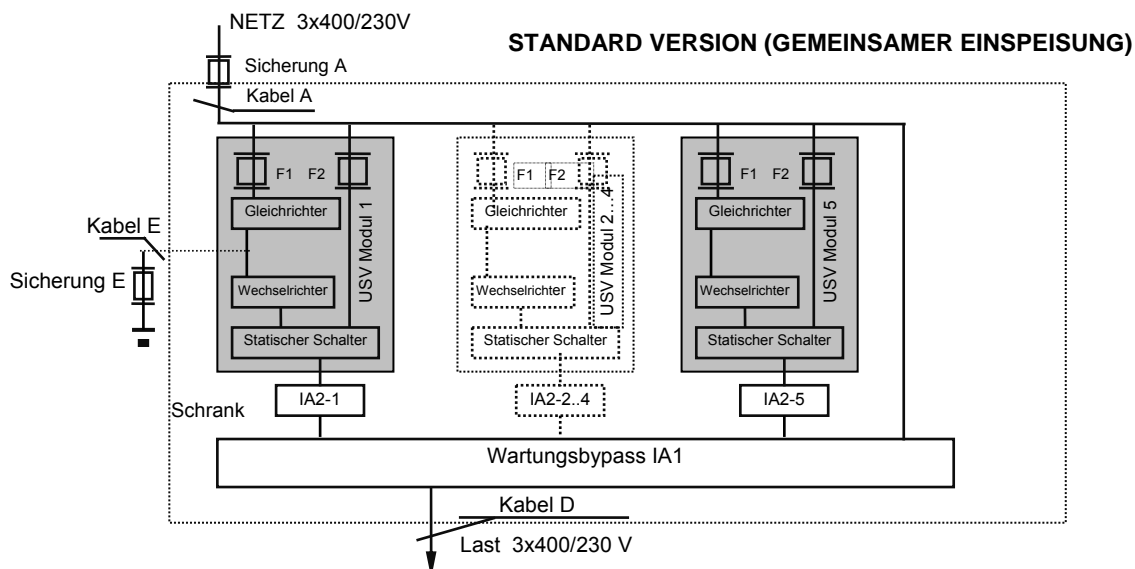 NETZ 3x400/230V
STANDARD VERSION (GEMEINSAMER EINSPEISUNG)
Sicherung A
Kabel A
F1 F2
Gleichrichter
Wechselrichter
Statischer Schalter
USV Modul 1
F1 F2
Gleichrichter
Wechselrichter
Statischer Schalter
USV Modul 2...4
F1 F2
Gleichrichter
Wechselrichter
Statischer Schalter
USV Modul 5
Kabel E
Sicherung E
IA2-1
IA2-2..4
IA2-5
Schrank
Wartungsbypass IA1
Kabel D
Last 3x400/230 V